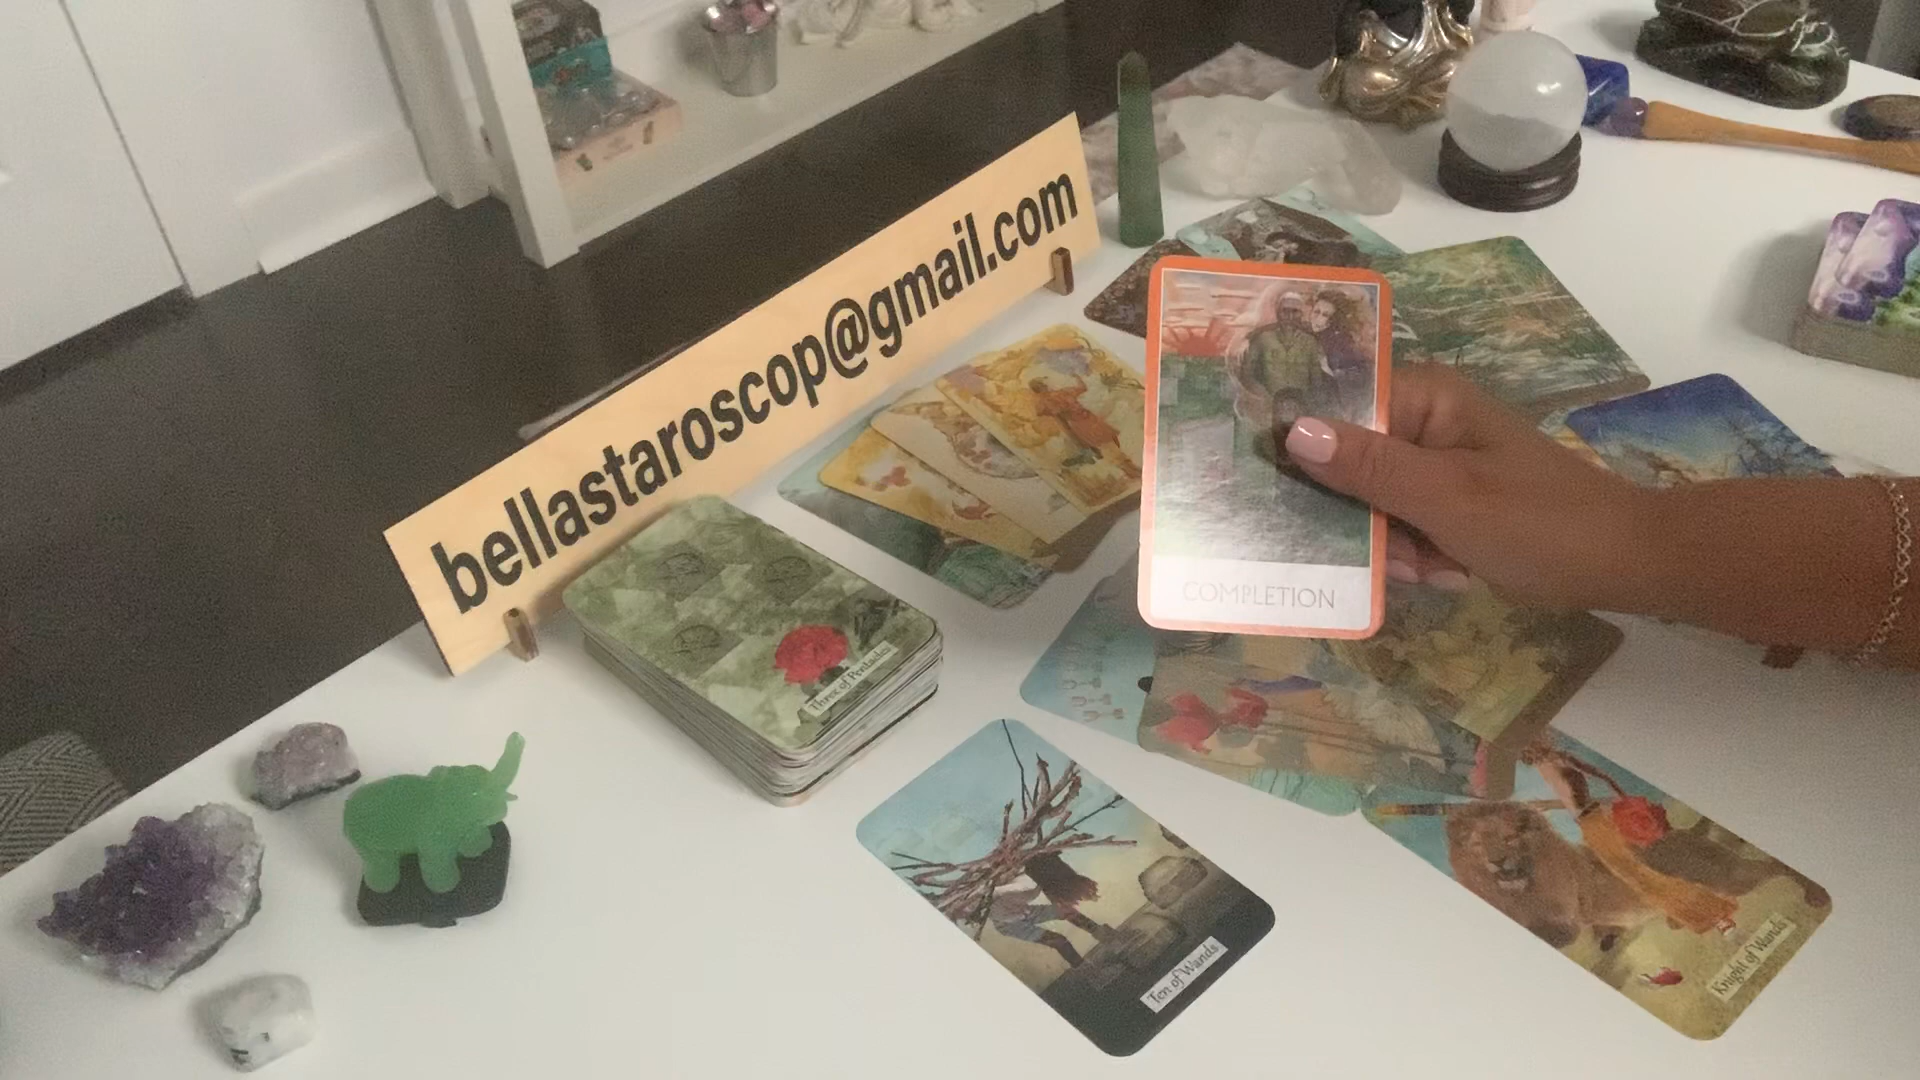 bellastaroscop@gmail.com
COMPLETION
Three of Pentacles
Ten of Wands
Knight of Wands